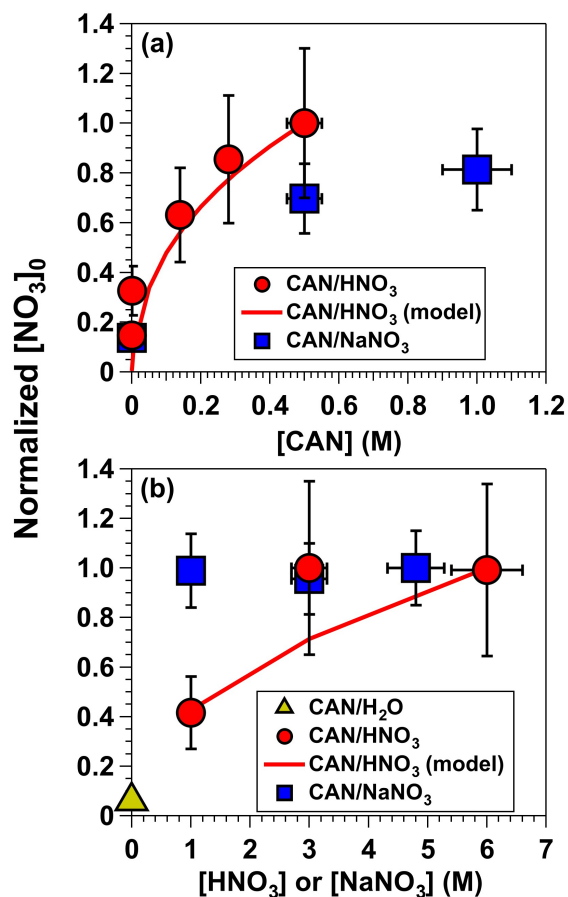 Normalized [NO₃]₀
(a)
1.4
1.2
1.0
0.8
0.6
0.4
0.2
0
CAN/HNO₃
CAN/HNO₃ (model)
CAN/NaNO₃
0 0.2 0.4 0.6 0.8 1.0 1.2
[CAN] (M)
(b)
1.4
1.2
1.0
0.8
0.6
0.4
0.2
0
CAN/H₂O
CAN/HNO₃
CAN/HNO₃ (model)
CAN/NaNO₃
0 1 2 3 4 5 6 7
[HNO₃] or [NaNO₃] (M)